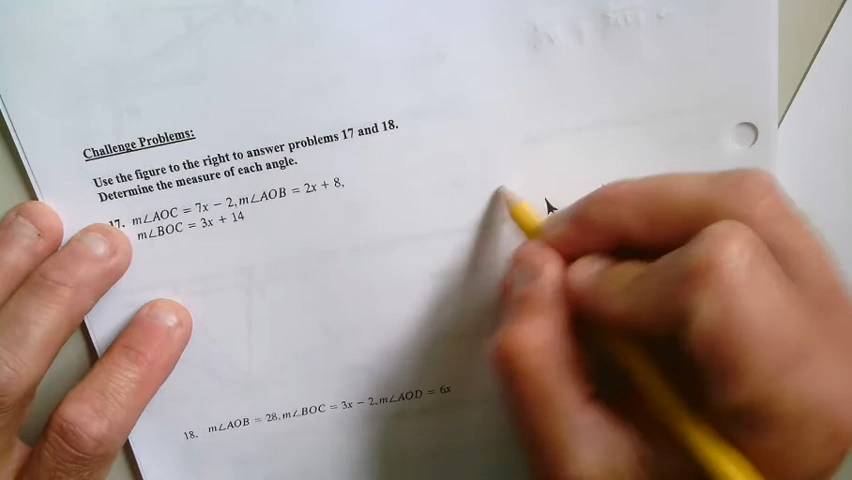 Challenge Problems:
Use the figure to the right to answer problems 17 and 18.
Determine the measure of each angle.
17. m∠AOC = 7x − 2, m∠AOB = 2x + 8,
m∠BOC = 3x + 14
18. m∠AOB = 28, m∠BOC = 3x − 2, m∠AOD = 6x